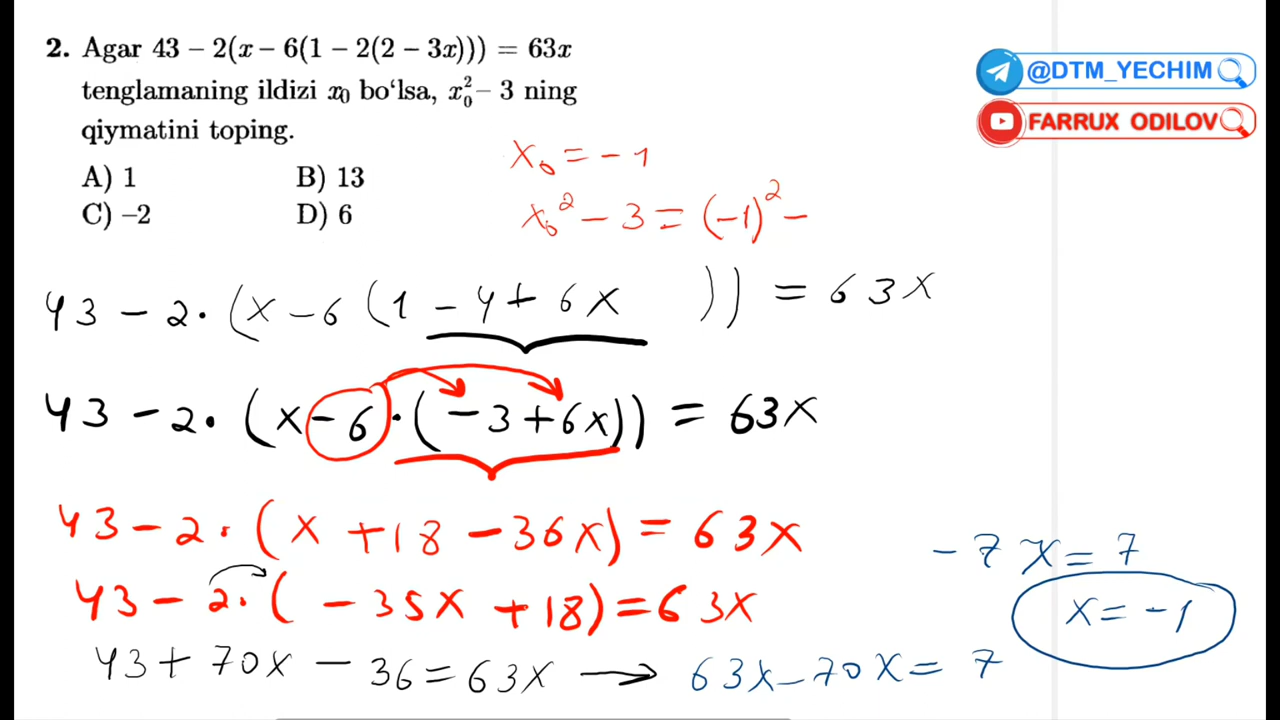 2. Agar 43 – 2(x – 6(1 – 2(2 – 3x))) = 63x
tenglamaning ildizi x₀ bo‘lsa, x₀² – 3 ning
qiymatini toping.
A) 1 B) 13
C) –2 D) 6
@DTM_YECHIM
FARRUX ODILOV
x₀ = – 1
x₀² – 3 = (–1)² –
43 – 2· (x – 6 (1 – 4 + 6x )) = 63x
43 – 2· (x – 6 · (– 3 + 6x)) = 63x
43 – 2 · (x + 18 – 36x) = 63x
43 – 2· ( – 35x + 18) = 63x
43 + 70x – 36 = 63x → 63x – 70x = 7
– 7x = 7
x = – 1